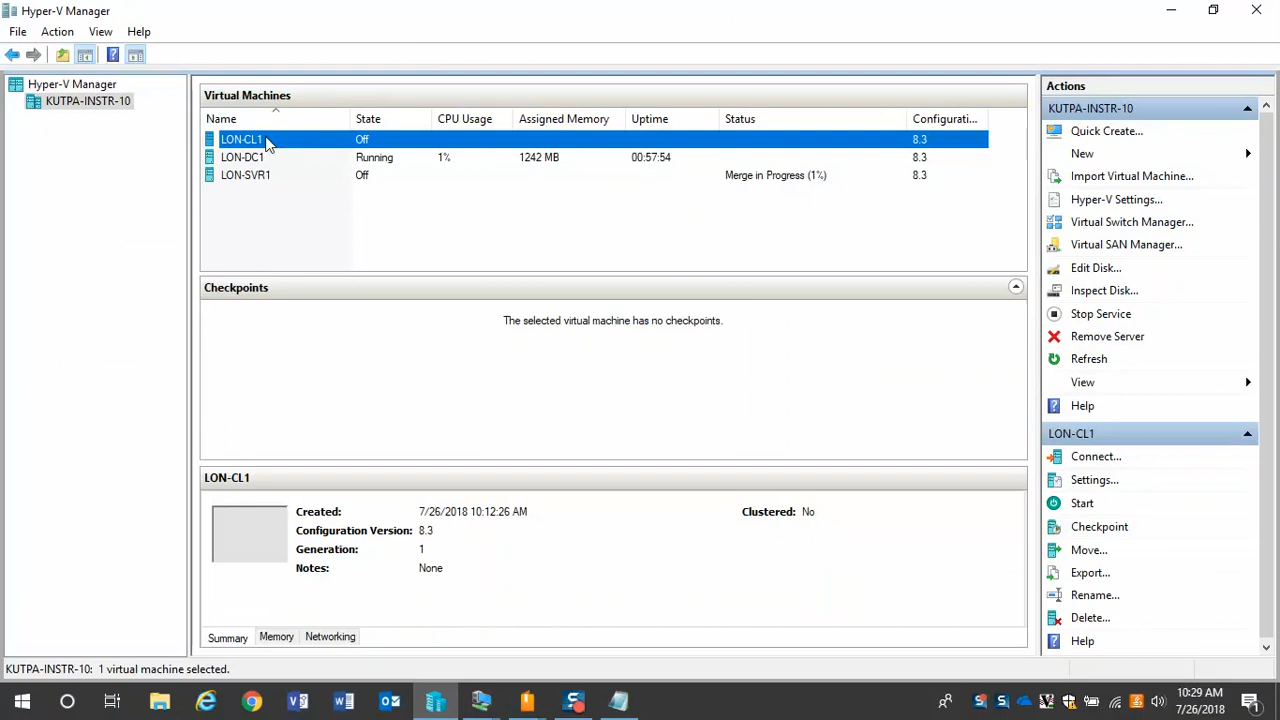 Hyper-V Manager
File Action View Help
Hyper-V Manager
KUTPA-INSTR-10
Virtual Machines
Name State CPU Usage Assigned Memory Uptime Status Configurati...
LON-CL1 Off 8.3
LON-DC1 Running 1% 1242 MB 00:57:54 8.3
LON-SVR1 Off Merge in Progress (1%) 8.3
Checkpoints
The selected virtual machine has no checkpoints.
LON-CL1
Created: 7/26/2018 10:12:26 AM Clustered: No
Configuration Version: 8.3
Generation: 1
Notes: None
Summary Memory Networking
Actions
KUTPA-INSTR-10
Quick Create...
New
Import Virtual Machine...
Hyper-V Settings...
Virtual Switch Manager...
Virtual SAN Manager...
Edit Disk...
Inspect Disk...
Stop Service
Remove Server
Refresh
View
Help
LON-CL1
Connect...
Settings...
Start
Checkpoint
Move...
Export...
Rename...
Delete...
Help
KUTPA-INSTR-10: 1 virtual machine selected.
10:29 AM
7/26/2018